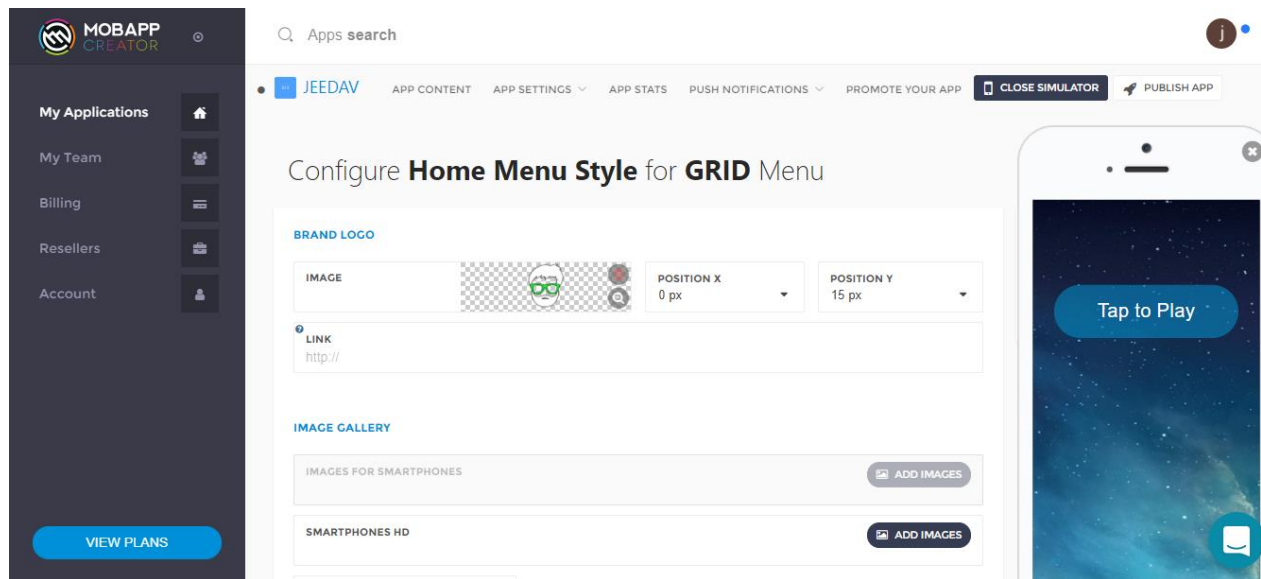 MOBAPP
CREATOR
Apps search
j
My Applications
My Team
Billing
Resellers
Account
VIEW PLANS
JEEDAV APP CONTENT APP SETTINGS APP STATS PUSH NOTIFICATIONS PROMOTE YOUR APP CLOSE SIMULATOR PUBLISH APP
Configure Home Menu Style for GRID Menu
BRAND LOGO
IMAGE
POSITION X
0 px
POSITION Y
15 px
LINK
http://
IMAGE GALLERY
IMAGES FOR SMARTPHONES ADD IMAGES
SMARTPHONES HD ADD IMAGES
Tap to Play